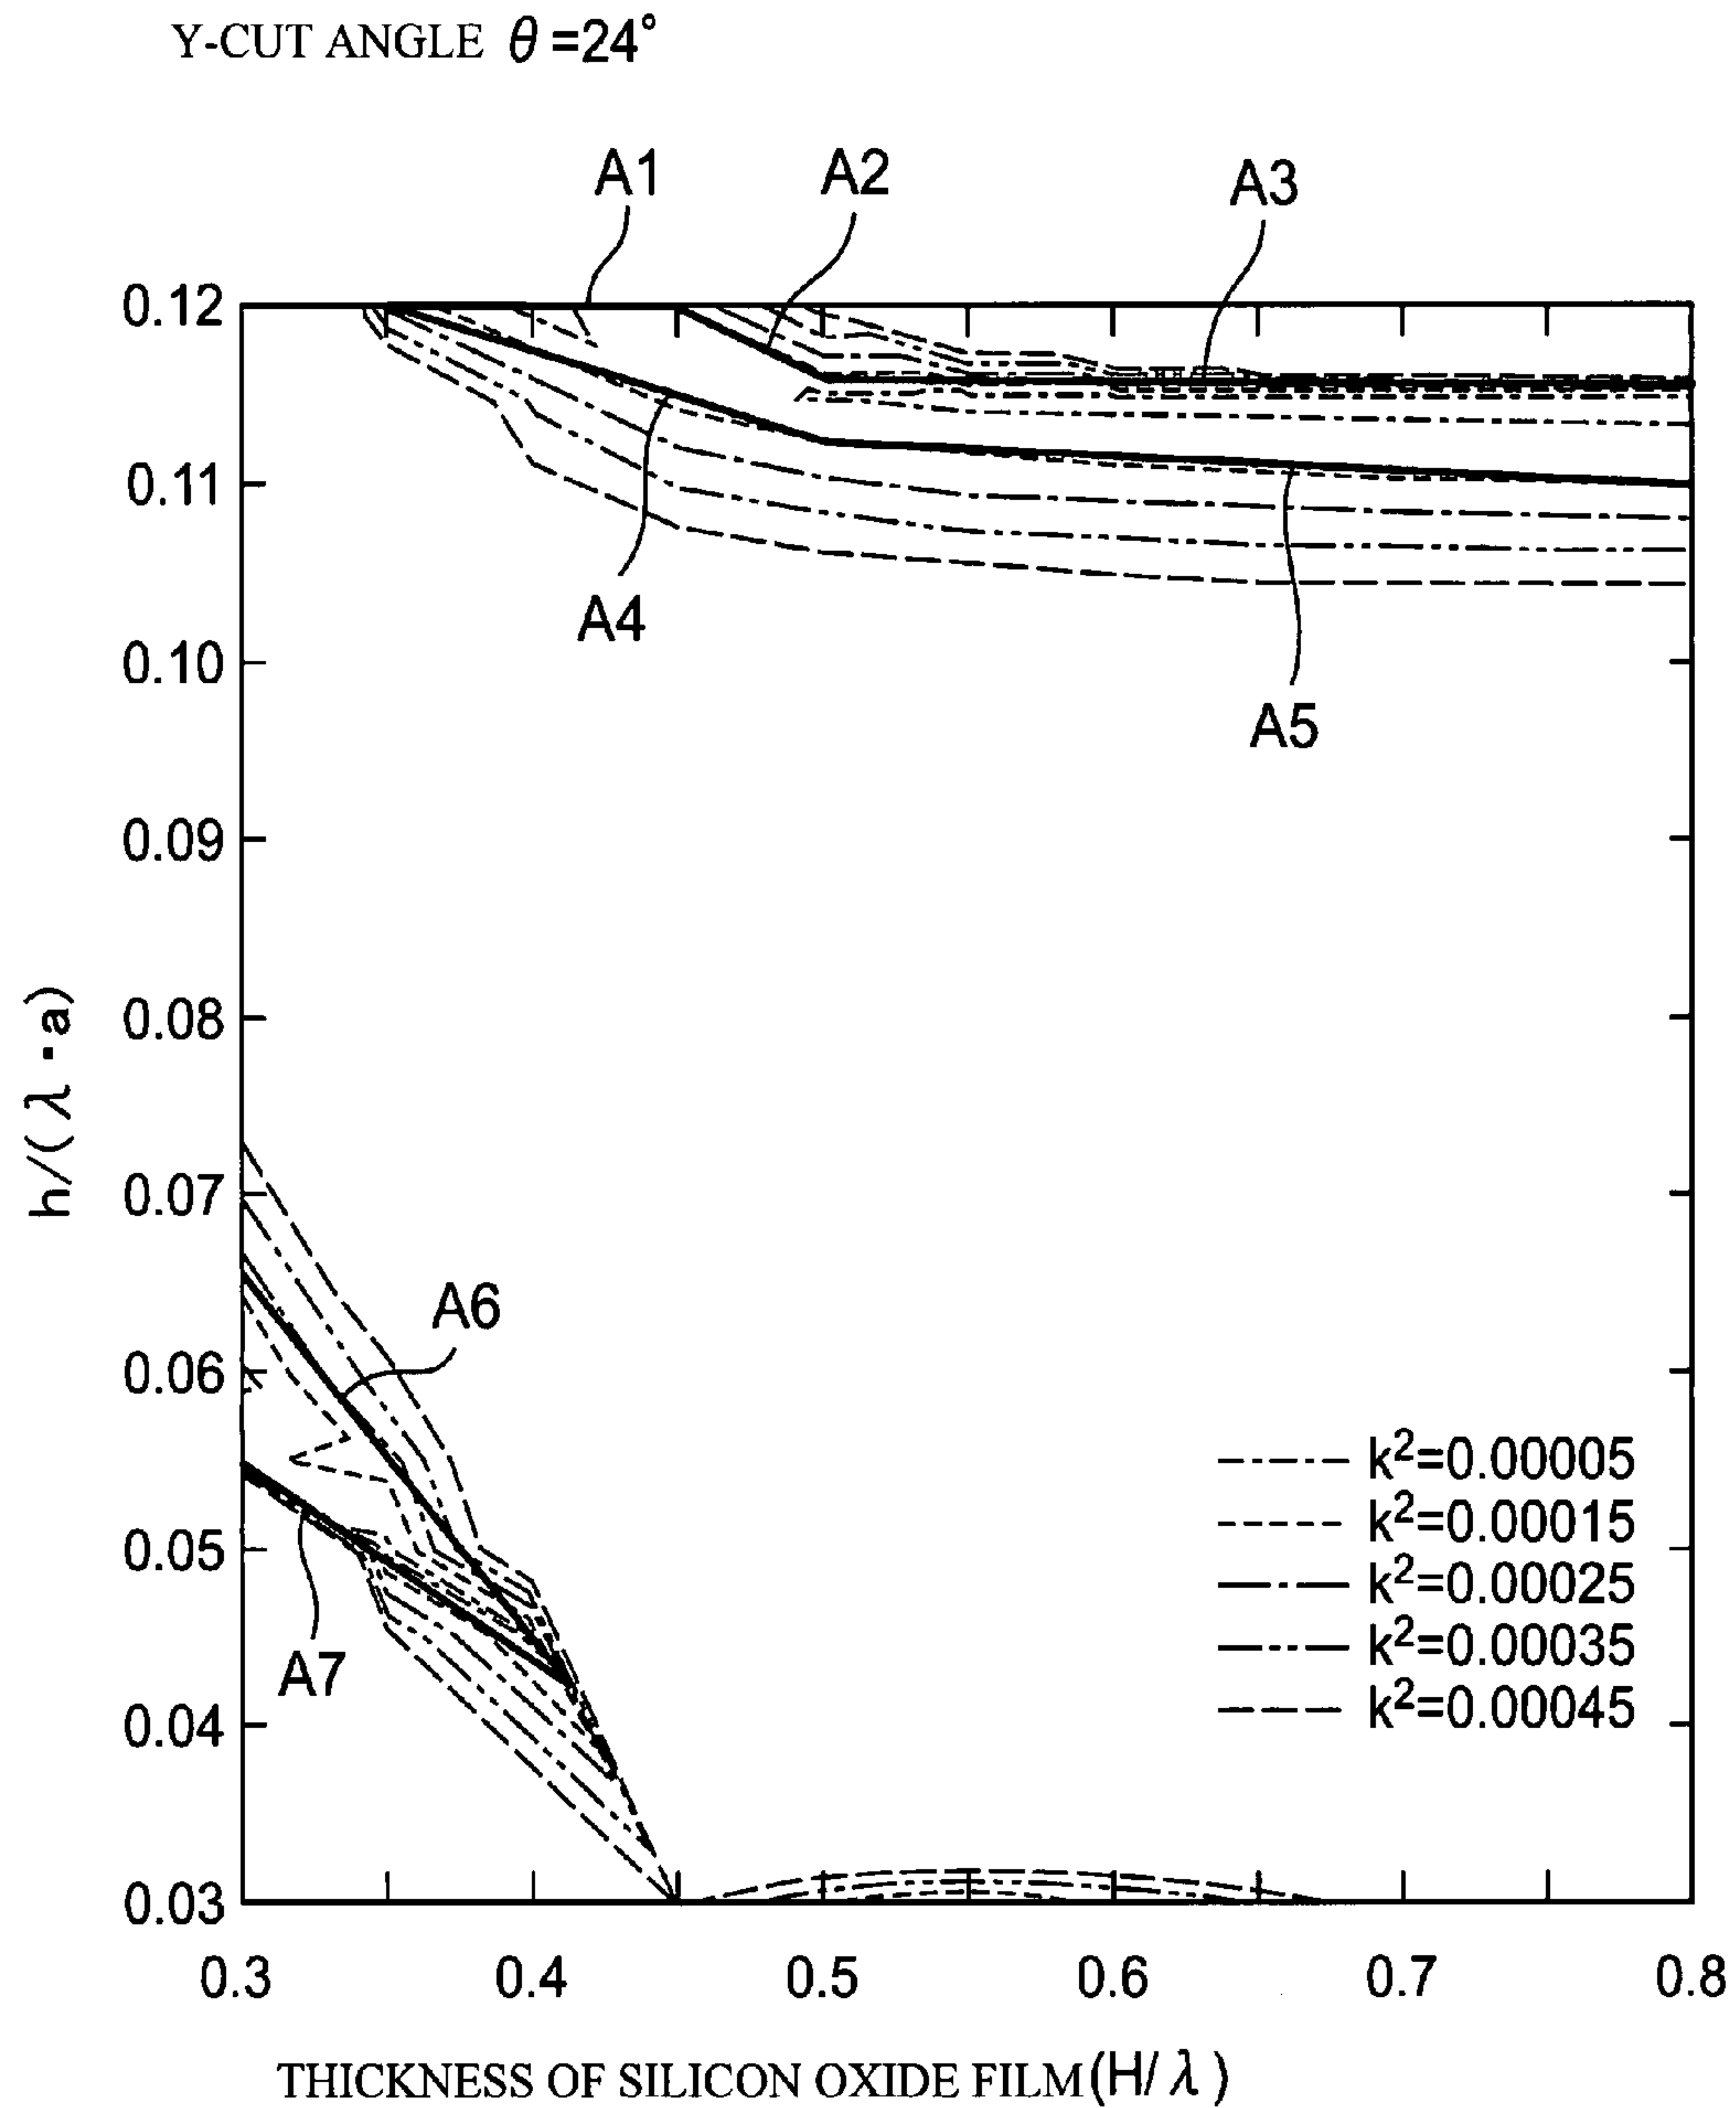 Y-CUT ANGLE θ=24°
A1
A2
A3
0.12
0.11
A4
0.10
A5
0.09
0.08
h/(λ・a)
0.07
A6
0.06
k²=0.00005
k²=0.00015
0.05
k²=0.00025
k²=0.00035
A7
k²=0.00045
0.04
0.03
0.3 0.4 0.5 0.6 0.7 0.8
THICKNESS OF SILICON OXIDE FILM(H/λ)